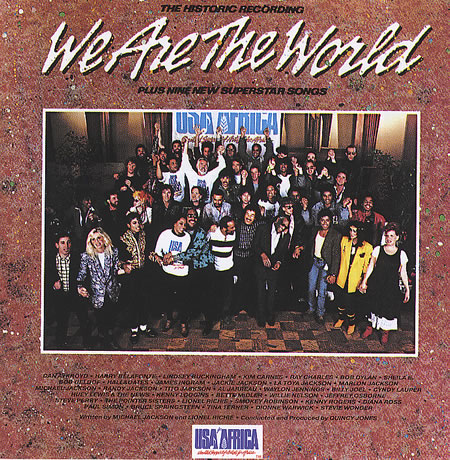 THE HISTORIC RECORDING
We Are The World
PLUS NINE NEW SUPERSTAR SONGS
USA AFRICA
DAN AYKROYD • HARRY BELAFONTE • LINDSEY BUCKINGHAM • KIM CARNES • RAY CHARLES • BOB DYLAN • SHEILA E.
BOB GELDOF • HALL & OATES • JAMES INGRAM • JACKIE JACKSON • LA TOYA JACKSON • MARLON JACKSON
MICHAEL JACKSON • RANDY JACKSON • TITO JACKSON • AL JARREAU • WAYLON JENNINGS • BILLY JOEL • CYNDI LAUPER
HUEY LEWIS & THE NEWS • KENNY LOGGINS • BETTE MIDLER • WILLIE NELSON • JEFFREY OSBORNE
STEVE PERRY • THE POINTER SISTERS • LIONEL RICHIE • SMOKEY ROBINSON • KENNY ROGERS • DIANA ROSS
PAUL SIMON • BRUCE SPRINGSTEEN • TINA TURNER • DIONNE WARWICK • STEVIE WONDER
Written by MICHAEL JACKSON and LIONEL RICHIE • Conducted and Produced by QUINCY JONES
USA AFRICA